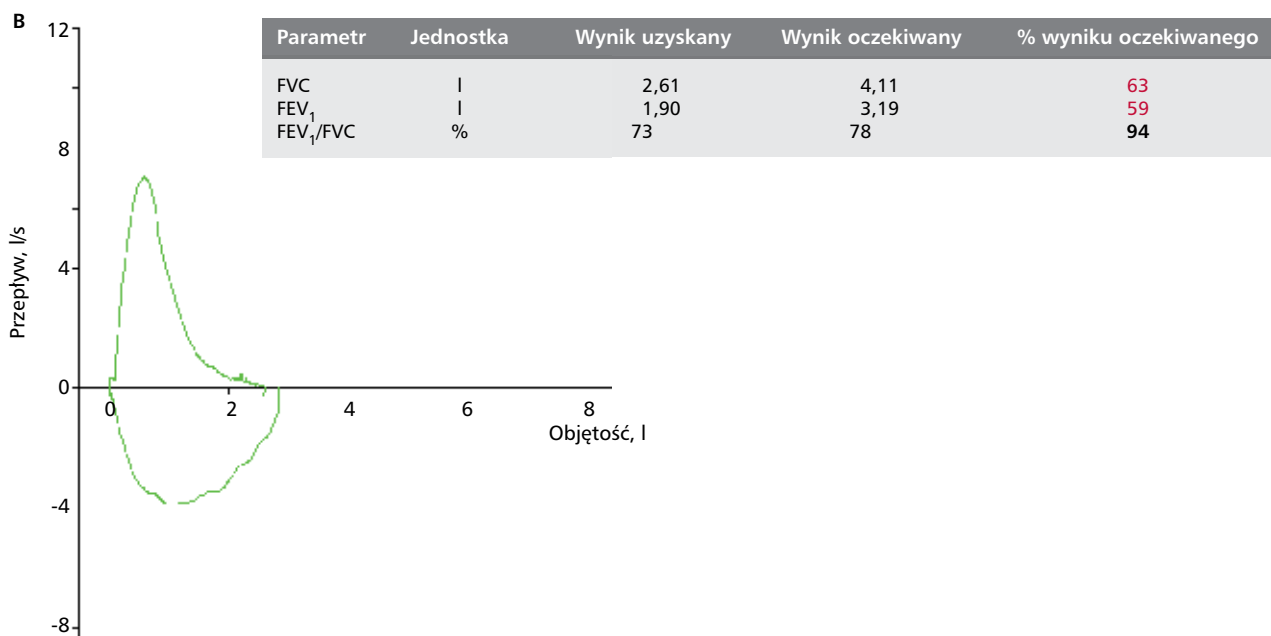 B
Parametr Jednostka Wynik uzyskany Wynik oczekiwany % wyniku oczekiwanego
FVC l 2,61 4,11 63
FEV1 l 1,90 3,19 59
FEV1/FVC % 73 78 94
12
8
4
0
-4
-8
Przepływ, l/s
0 2 4 6 8
Objętość, l